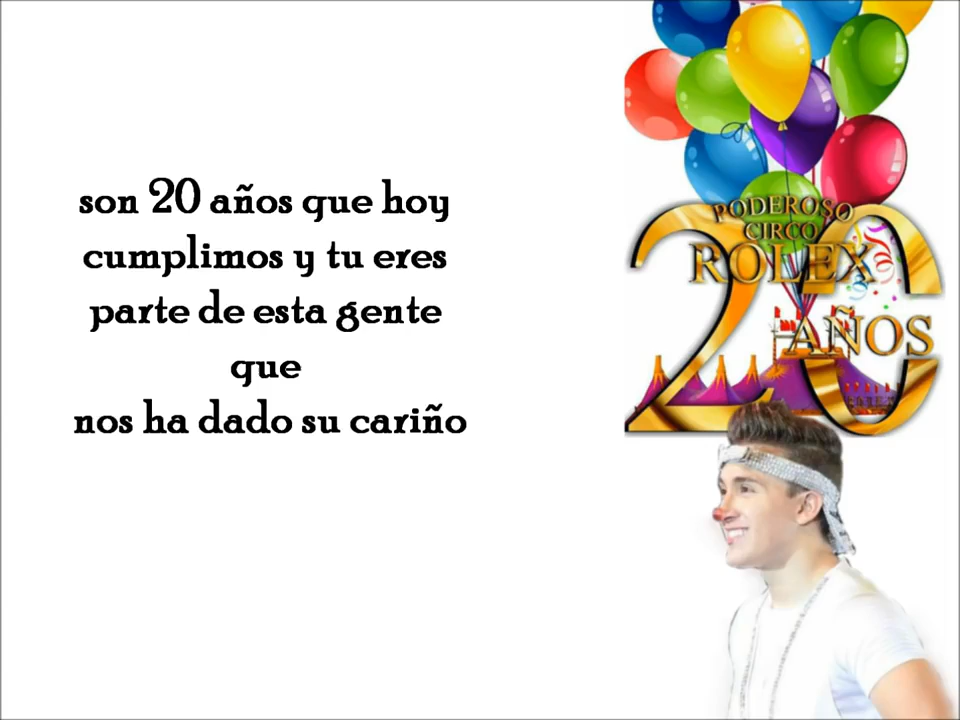 son 20 años que hoy
cumplimos y tu eres
parte de esta gente
que
nos ha dado su cariño
PODEROSO
CIRCO
ROLEX
20
AÑOS
ROLEX